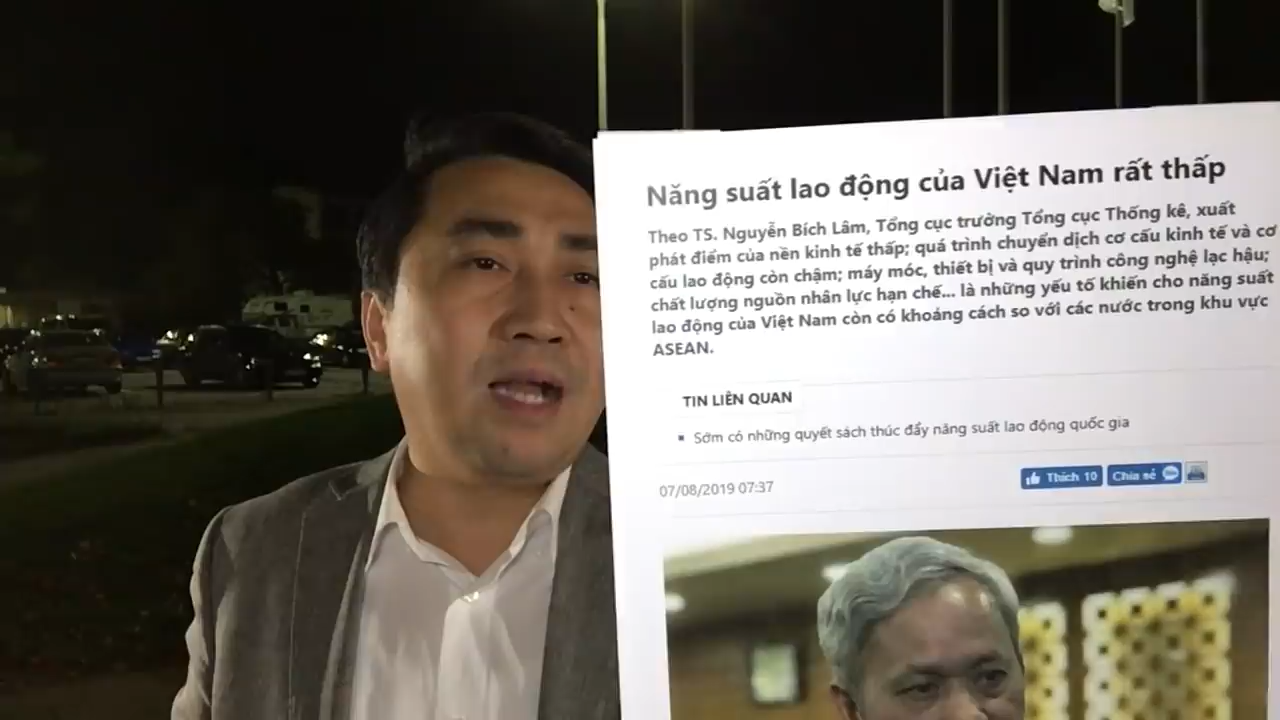 Năng suất lao động của Việt Nam rất thấp
Theo TS. Nguyễn Bích Lâm, Tổng cục trưởng Tổng cục Thống kê, xuất
phát điểm của nền kinh tế thấp; quá trình chuyển dịch cơ cấu kinh tế và cơ
cấu lao động còn chậm; máy móc, thiết bị và quy trình công nghệ lạc hậu;
chất lượng nguồn nhân lực hạn chế... là những yếu tố khiến cho năng suất
lao động của Việt Nam còn có khoảng cách so với các nước trong khu vực
ASEAN.
TIN LIÊN QUAN
Sớm có những quyết sách thúc đẩy năng suất lao động quốc gia
07/08/2019 07:37
Thích 10
Chia sẻ